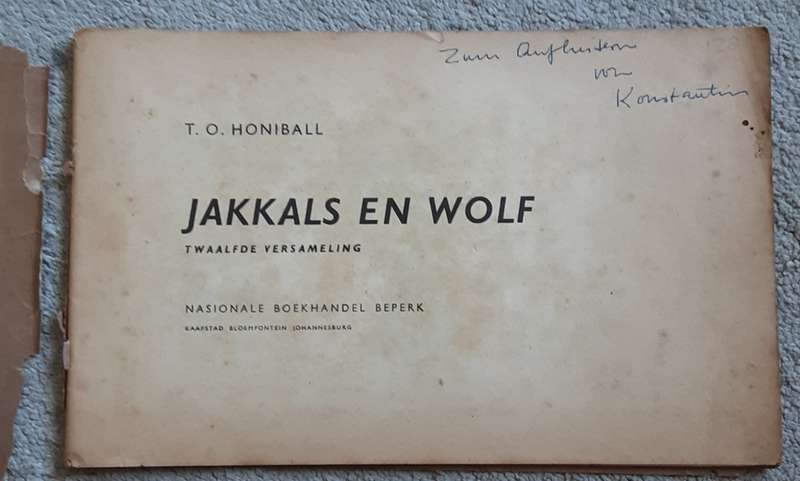 Zum Aufheitern
von
Konstantin
T. O. HONIBALL
JAKKALS EN WOLF
TWAALFDE VERSAMELING
NASIONALE BOEKHANDEL BEPERK
KAAPSTAD BLOEMFONTEIN JOHANNESBURG